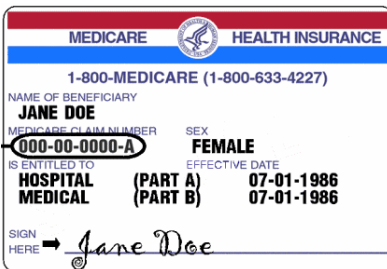 MEDICARE HEALTH INSURANCE
1-800-MEDICARE (1-800-633-4227)
NAME OF BENEFICIARY
JANE DOE
MEDICARE CLAIM NUMBER SEX
000-00-0000-A FEMALE
IS ENTITLED TO EFFECTIVE DATE
HOSPITAL (PART A) 07-01-1986
MEDICAL (PART B) 07-01-1986
SIGN
HERE Jane Doe